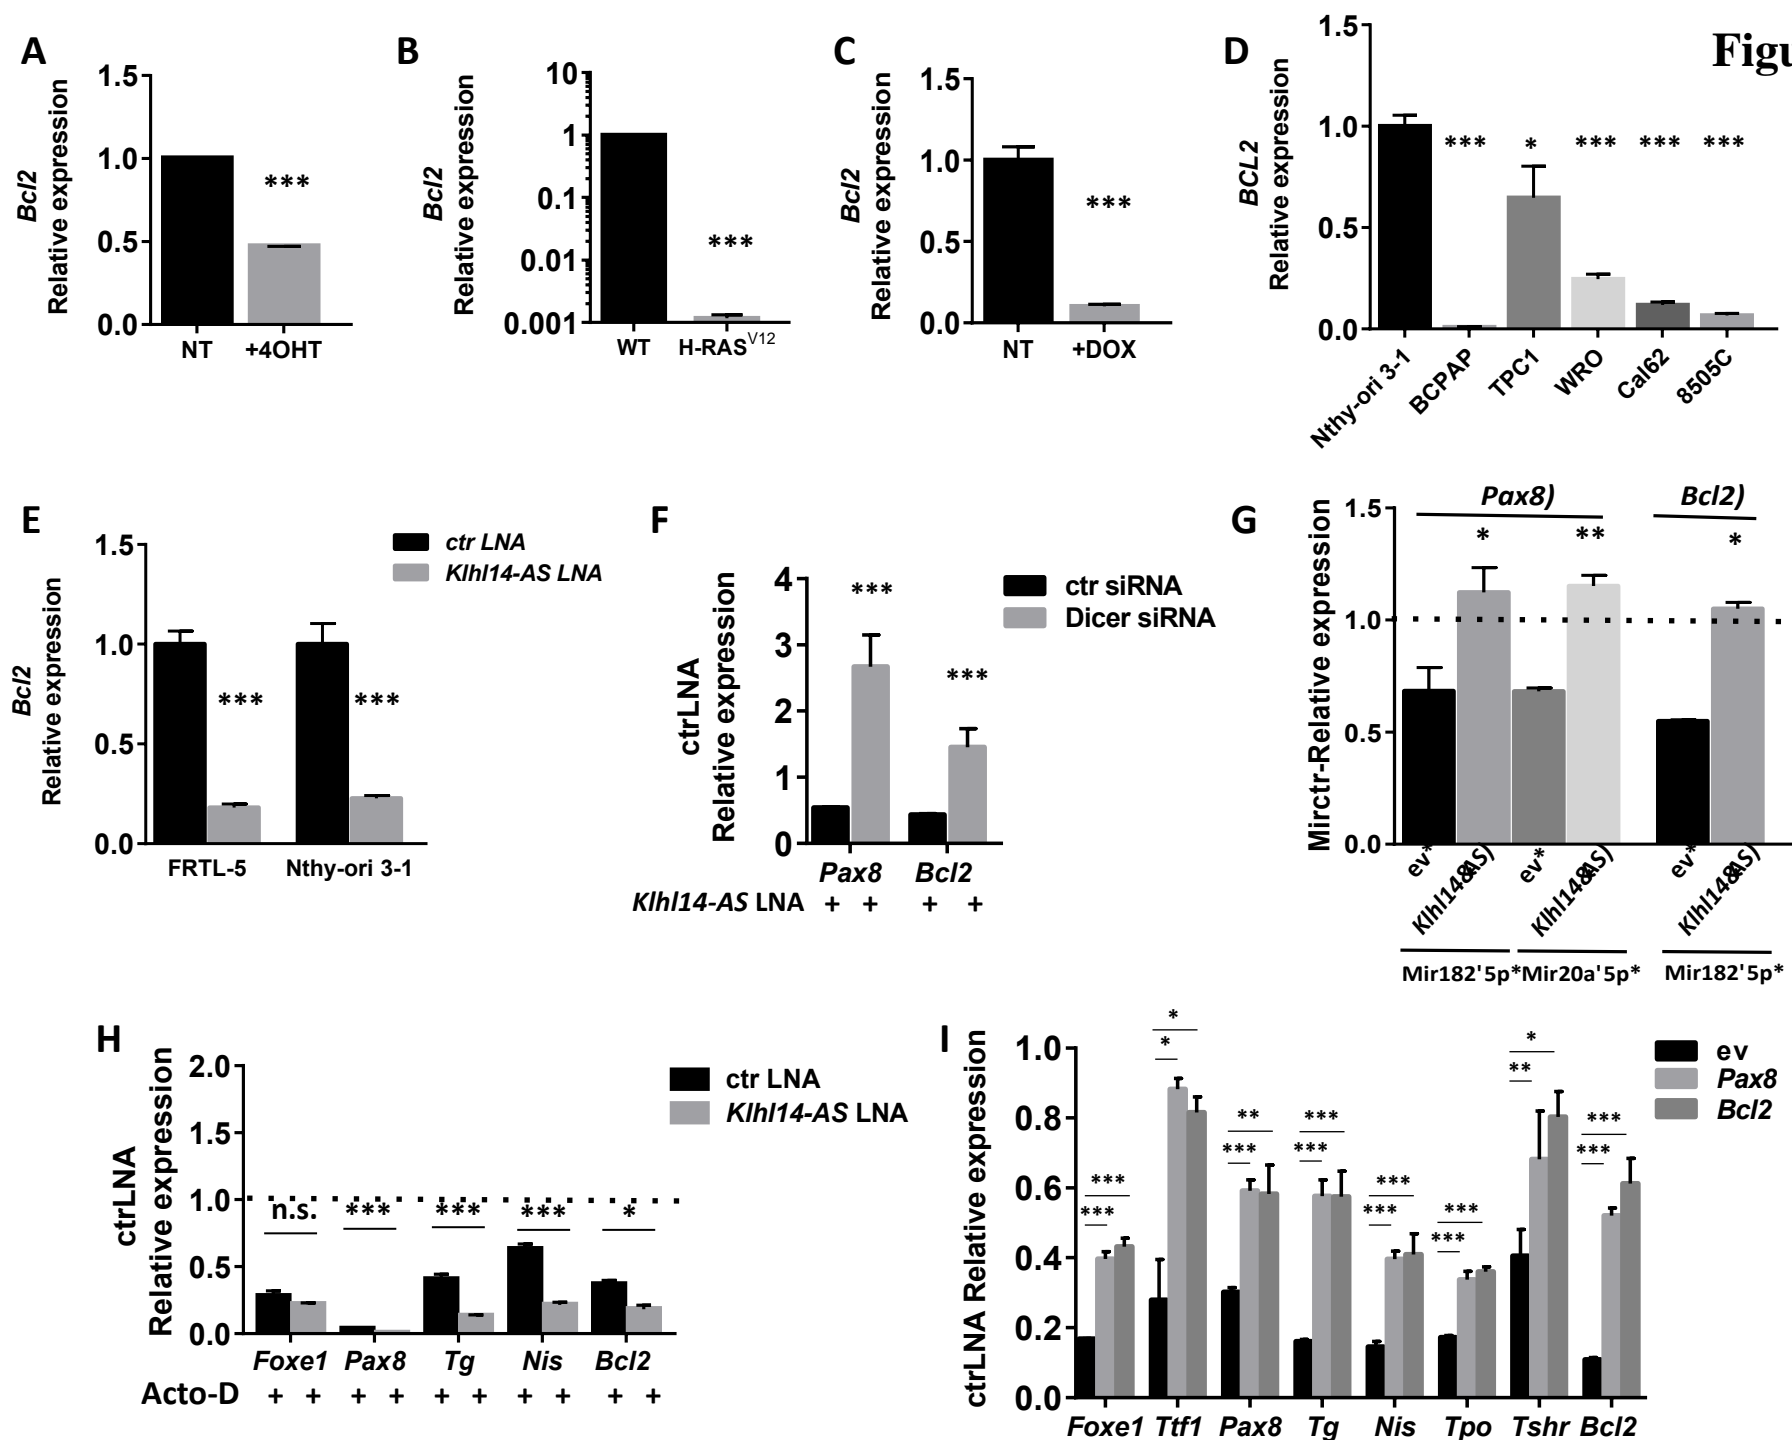 Figu
A
Bcl2
Relative expression
1.5
1.0
0.5
0.0
***
NT +4OHT
B
Bcl2
Relative expression
10
1
0.1
0.01
0.001
***
WT H-RASV12
C
Bcl2
Relative expression
1.5
1.0
0.5
0.0
***
NT +DOX
D
BCL2
Relative expression
1.5
1.0
0.5
0.0
*** * *** *** ***
Nthy-ori 3-1 BCPAP TPC1 WRO Cal62 8505C
E
Bcl2
Relative expression
1.5
1.0
0.5
0.0
ctr LNA
Klhl14-AS LNA
*** ***
FRTL-5 Nthy-ori 3-1
F
ctrLNA
Relative expression
4
3
2
1
0
ctr siRNA
Dicer siRNA
*** ***
Pax8 Bcl2
Klhl14-AS LNA + + + +
G
Mirctr-Relative expression
1.5
1.0
0.5
0.0
Pax8) Bcl2)
* ** *
ev* ev*
Mir182'5p* Mir20a'5p* Mir182'5p*
H
ctrLNA
Relative expression
2.0
1.5
1.0
0.5
0.0
ctr LNA
Klhl14-AS LNA
n.s. *** *** *** *
Foxe1 Pax8 Tg Nis Bcl2
Acto-D + + + + + + + + + +
I
ctrLNA Relative expression
1.0
0.8
0.6
0.4
0.2
0.0
ev
Pax8
Bcl2
*** * ** *** *** *** * ***
*** * *** *** *** *** ** ***
Foxe1 Ttf1 Pax8 Tg Nis Tpo Tshr Bcl2